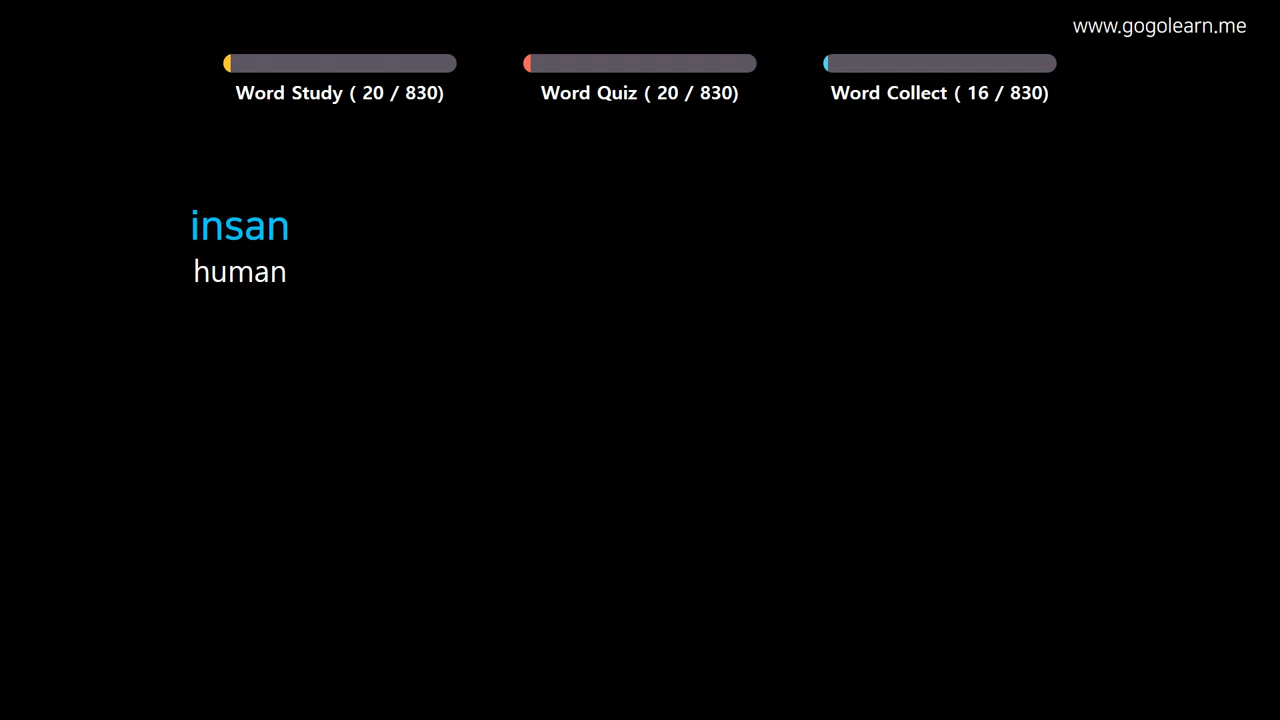 www.gogolearn.me
Word Study ( 20 / 830)
Word Quiz ( 20 / 830)
Word Collect ( 16 / 830)
insan
human